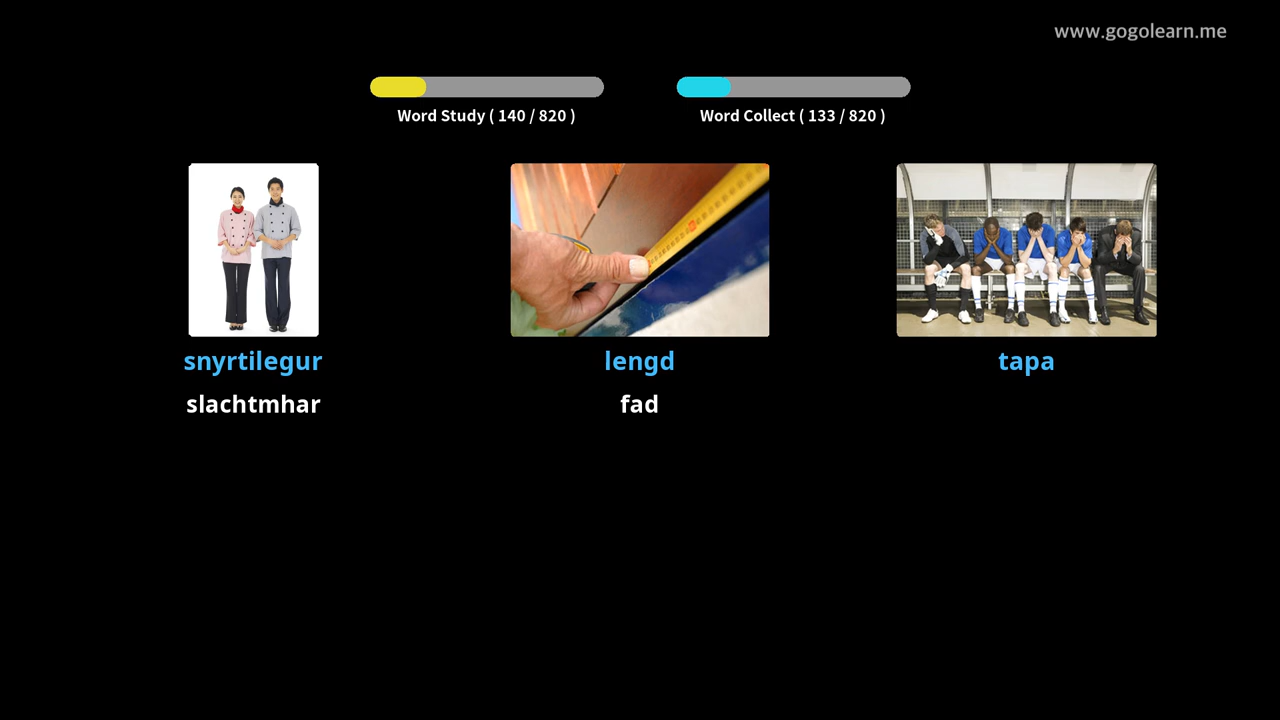 www.gogolearn.me
Word Study ( 140 / 820 )
Word Collect ( 133 / 820 )
snyrtilegur
lengd
tapa
slachtmhar
fad